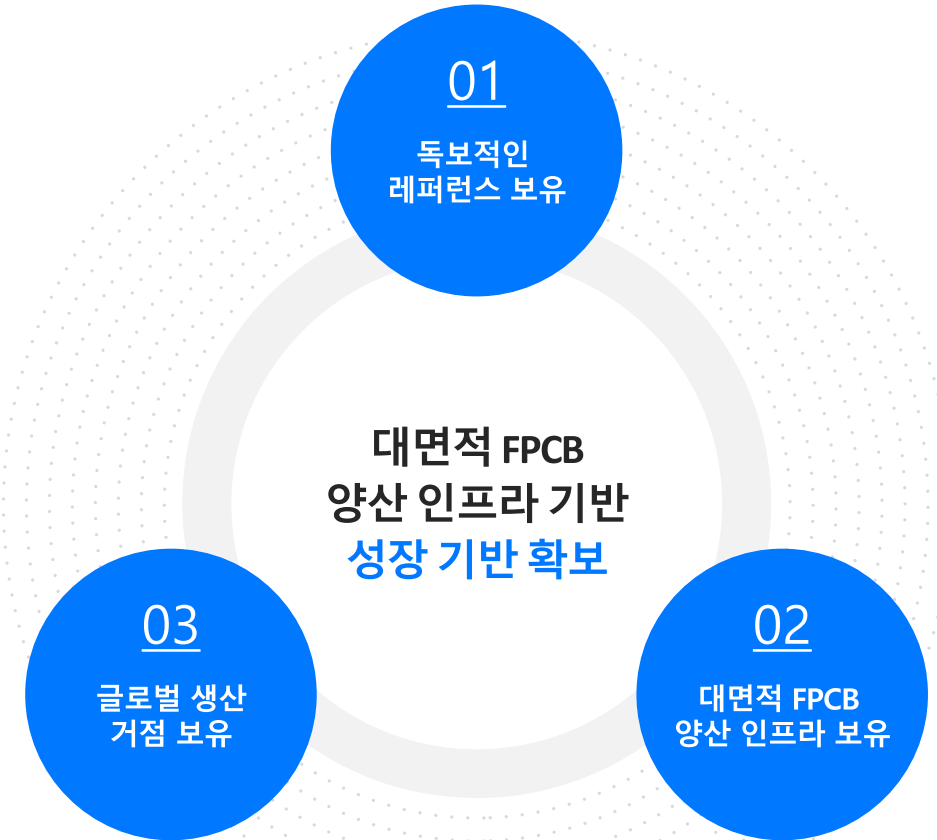 01
독보적인
레퍼런스 보유
대면적 FPCB
양산 인프라 기반
성장 기반 확보
03
글로벌 생산
거점 보유
02
대면적 FPCB
양산 인프라 보유